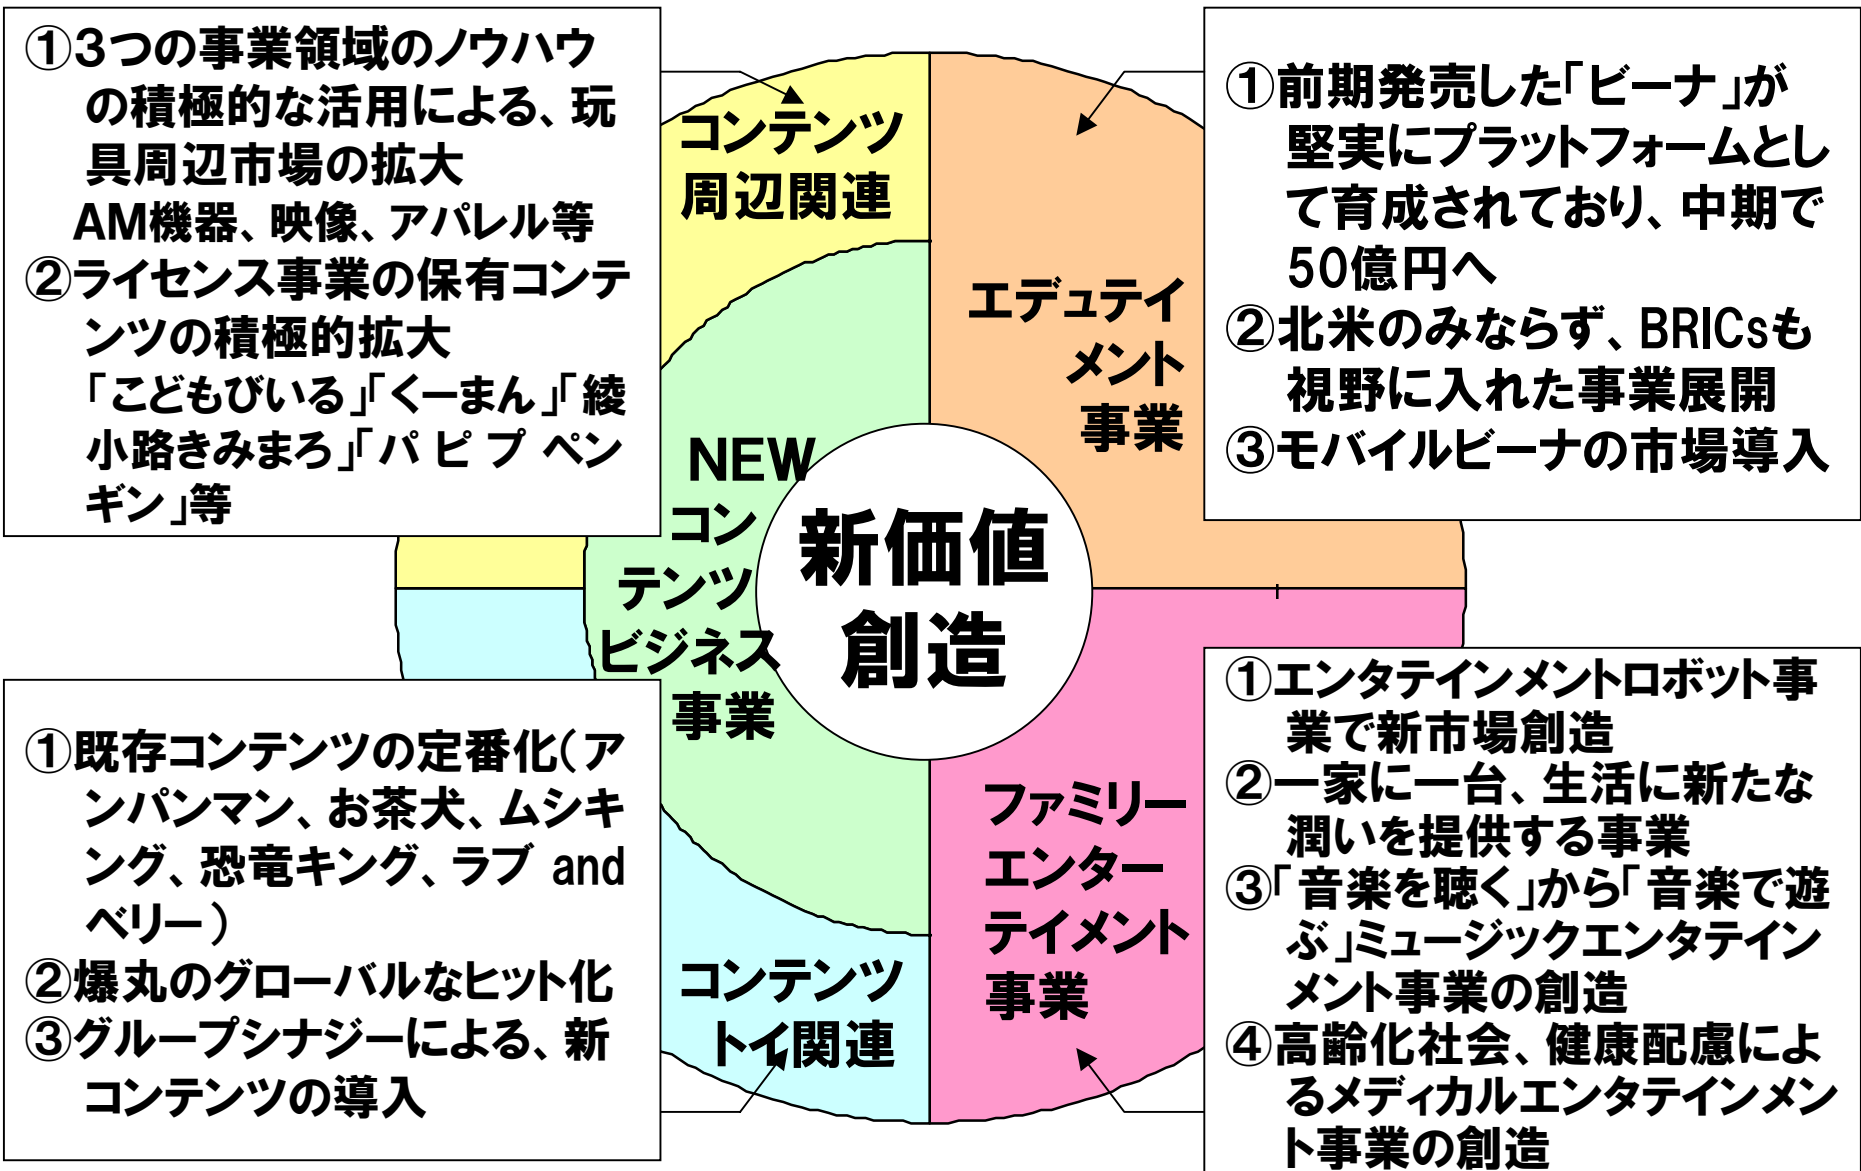 ①３つの事業領域のノウハウ
の積極的な活用による、玩
具周辺市場の拡大
AM機器、映像、アパレル等
②ライセンス事業の保有コンテ
ンツの積極的拡大
「こどもびいる」「くーまん」「綾
小路きみまろ」「パ ピ プ ペン
ギン」等
コンテンツ
周辺関連
エデュテイ
メント
事業
①前期発売した「ビーナ」が
堅実にプラットフォームとし
て育成されており、中期で
50億円へ
②北米のみならず、BRICsも
視野に入れた事業展開
③モバイルビーナの市場導入
NEW
コン
テンツ
ビジネス
事業
新価値
創造
①既存コンテンツの定番化（ア
ンパンマン、お茶犬、ムシキ
ング、恐竜キング、ラブ and
ベリー）
②爆丸のグローバルなヒット化
③グループシナジーによる、新
コンテンツの導入
コンテンツ
トイ関連
ファミリー
エンター
テイメント
事業
①エンタテインメントロボット事
業で新市場創造
②一家に一台、生活に新たな
潤いを提供する事業
③「音楽を聴く」から「音楽で遊
ぶ」ミュージックエンタテイン
メント事業の創造
④高齢化社会、健康配慮によ
るメディカルエンタテインメン
ト事業の創造